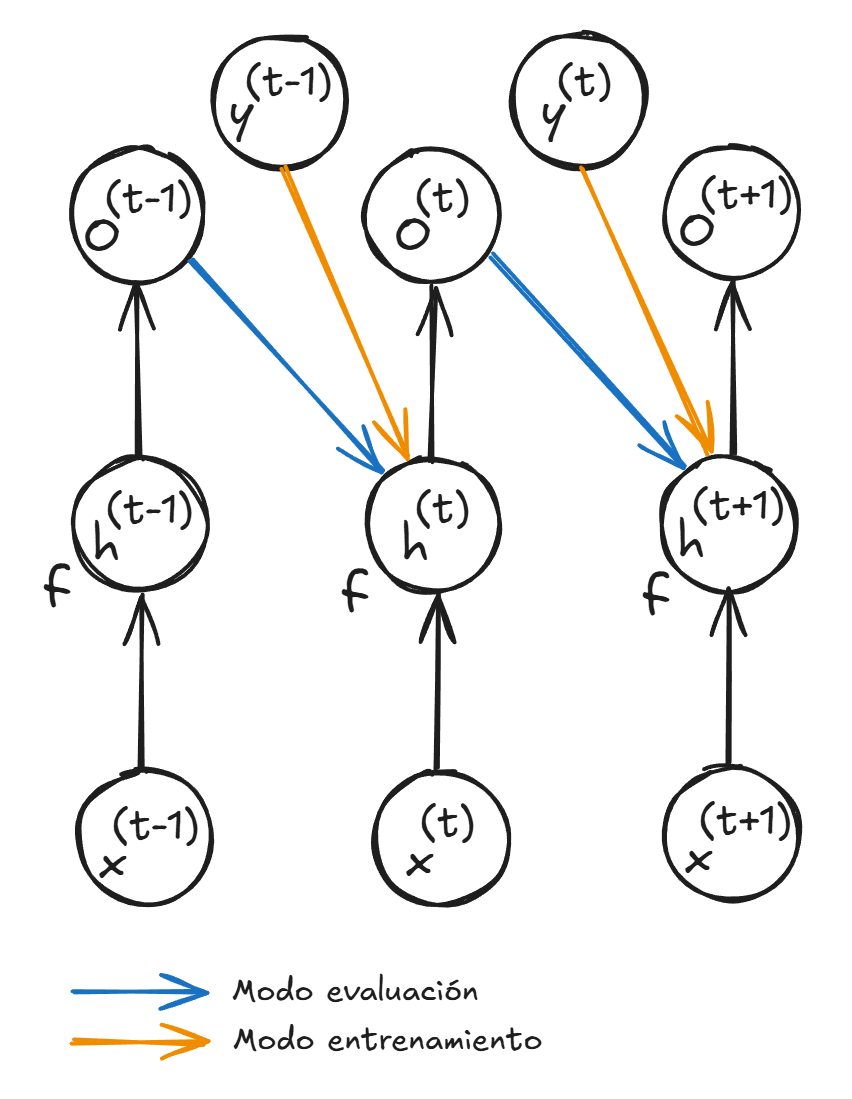 y^(t-1) y^(t)
o^(t-1) o^(t) o^(t+1)
h^(t-1) h^(t) h^(t+1)
f f f
x^(t-1) x^(t) x^(t+1)
Modo evaluación
Modo entrenamiento